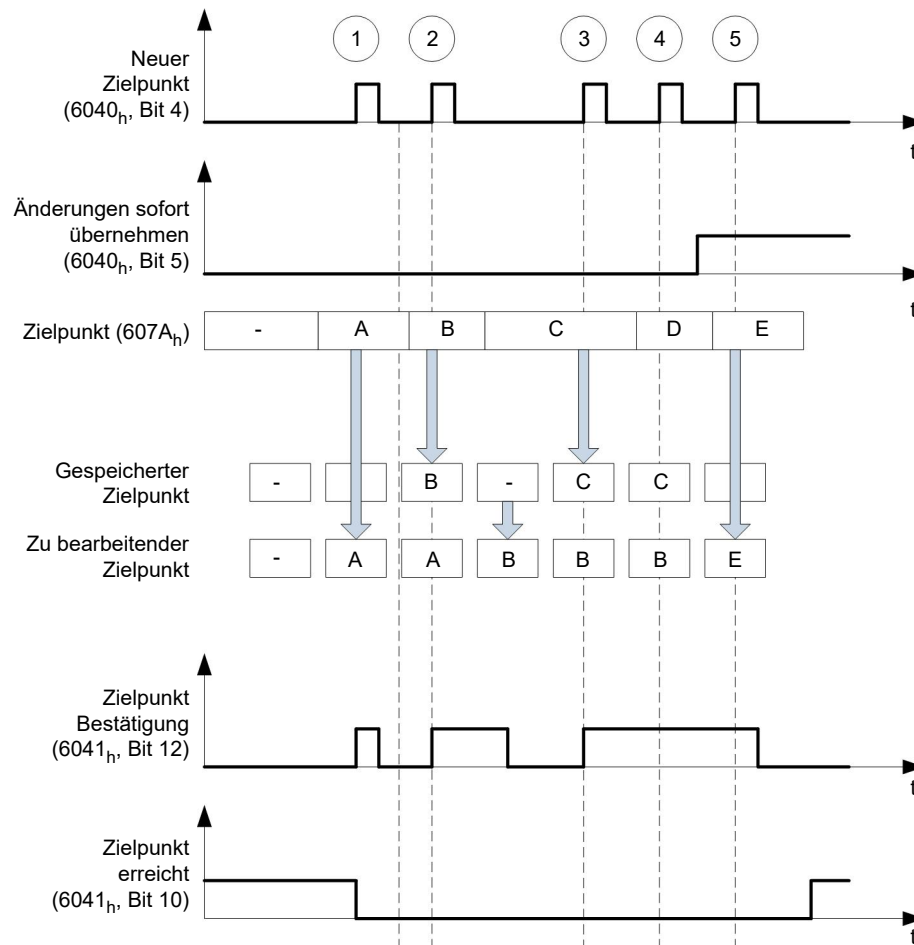 1 2 3 4 5
Neuer
Zielpunkt
(6040h, Bit 4)
t
Änderungen sofort
übernehmen
(6040h, Bit 5)
t
Zielpunkt (607Ah) - A B C D E
Gespeicherter
Zielpunkt
- B - C C
Zu bearbeitender
Zielpunkt
- A A B B B E
Zielpunkt
Bestätigung
(6041h, Bit 12)
t
Zielpunkt
erreicht
(6041h, Bit 10)
t